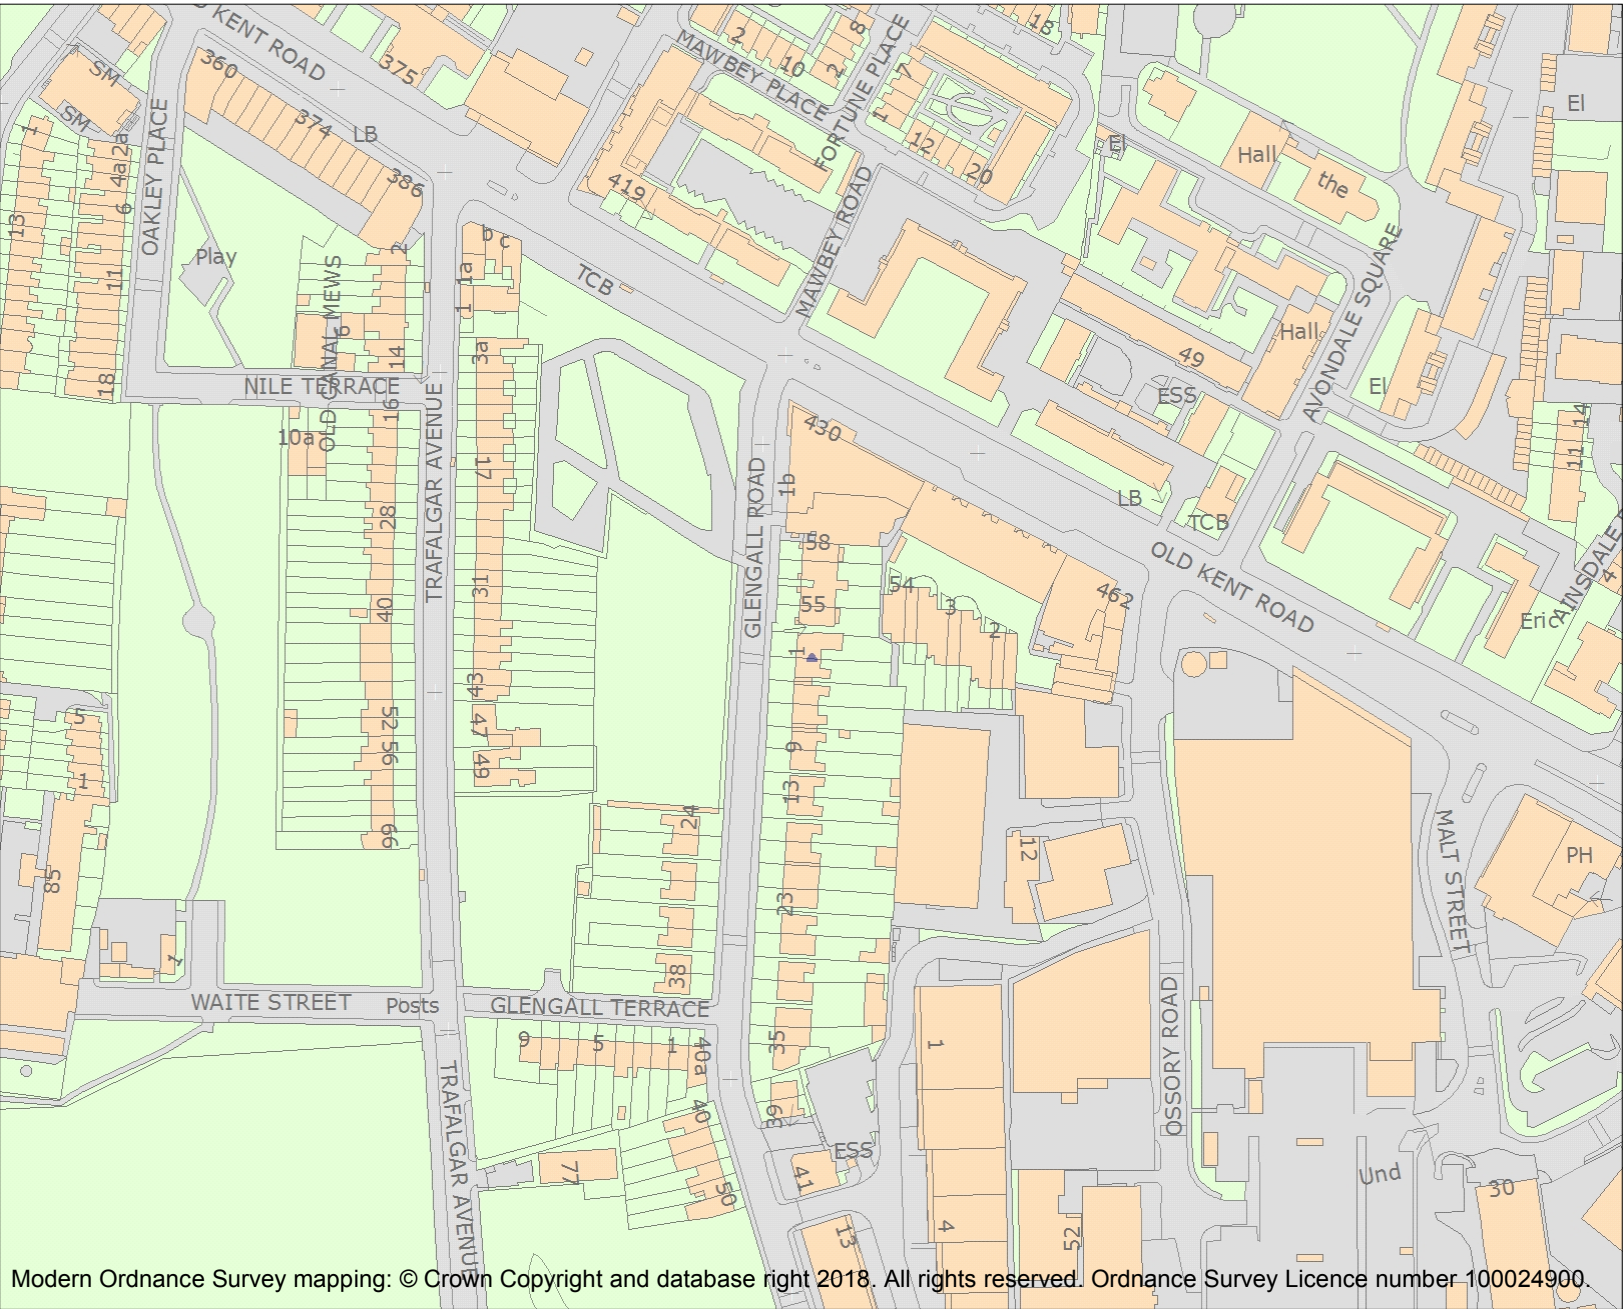 D KENT ROAD
360
375
374
LB
386
SM
SM
OAKLEY PLACE
2a
4a
6
11
18
1
13
Play
OLD CANAL MEWS
6
2
14
NILE TERRACE
16
10a
TRAFALGAR AVENUE
28
40
52
56
66
b
c
1a
1
3a
17
31
43
47
49
MAWBEY PLACE
2
10
2
8
FORTUNE PLACE
7
1
12
20
18
419
TCB
MAWBEY ROAD
El
Hall
the
El
Hall
49
ESS
El
AVONDALE SQUARE
14
11
LB
TCB
OLD KENT ROAD
AINSDALE
4
Eric
430
1b
58
55
54
3
2
462
GLENGALL ROAD
1
9
13
23
35
39
41
ESS
13
24
38
GLENGALL TERRACE
9
5
1
40a
40
50
77
WAITE STREET
Posts
TRAFALGAR AVENUE
5
1
85
1
12
1
4
52
OSSORY ROAD
MALT STREET
PH
Und
30
Modern Ordnance Survey mapping: © Crown Copyright and database right 2018. All rights reserved. Ordnance Survey Licence number 100024900.